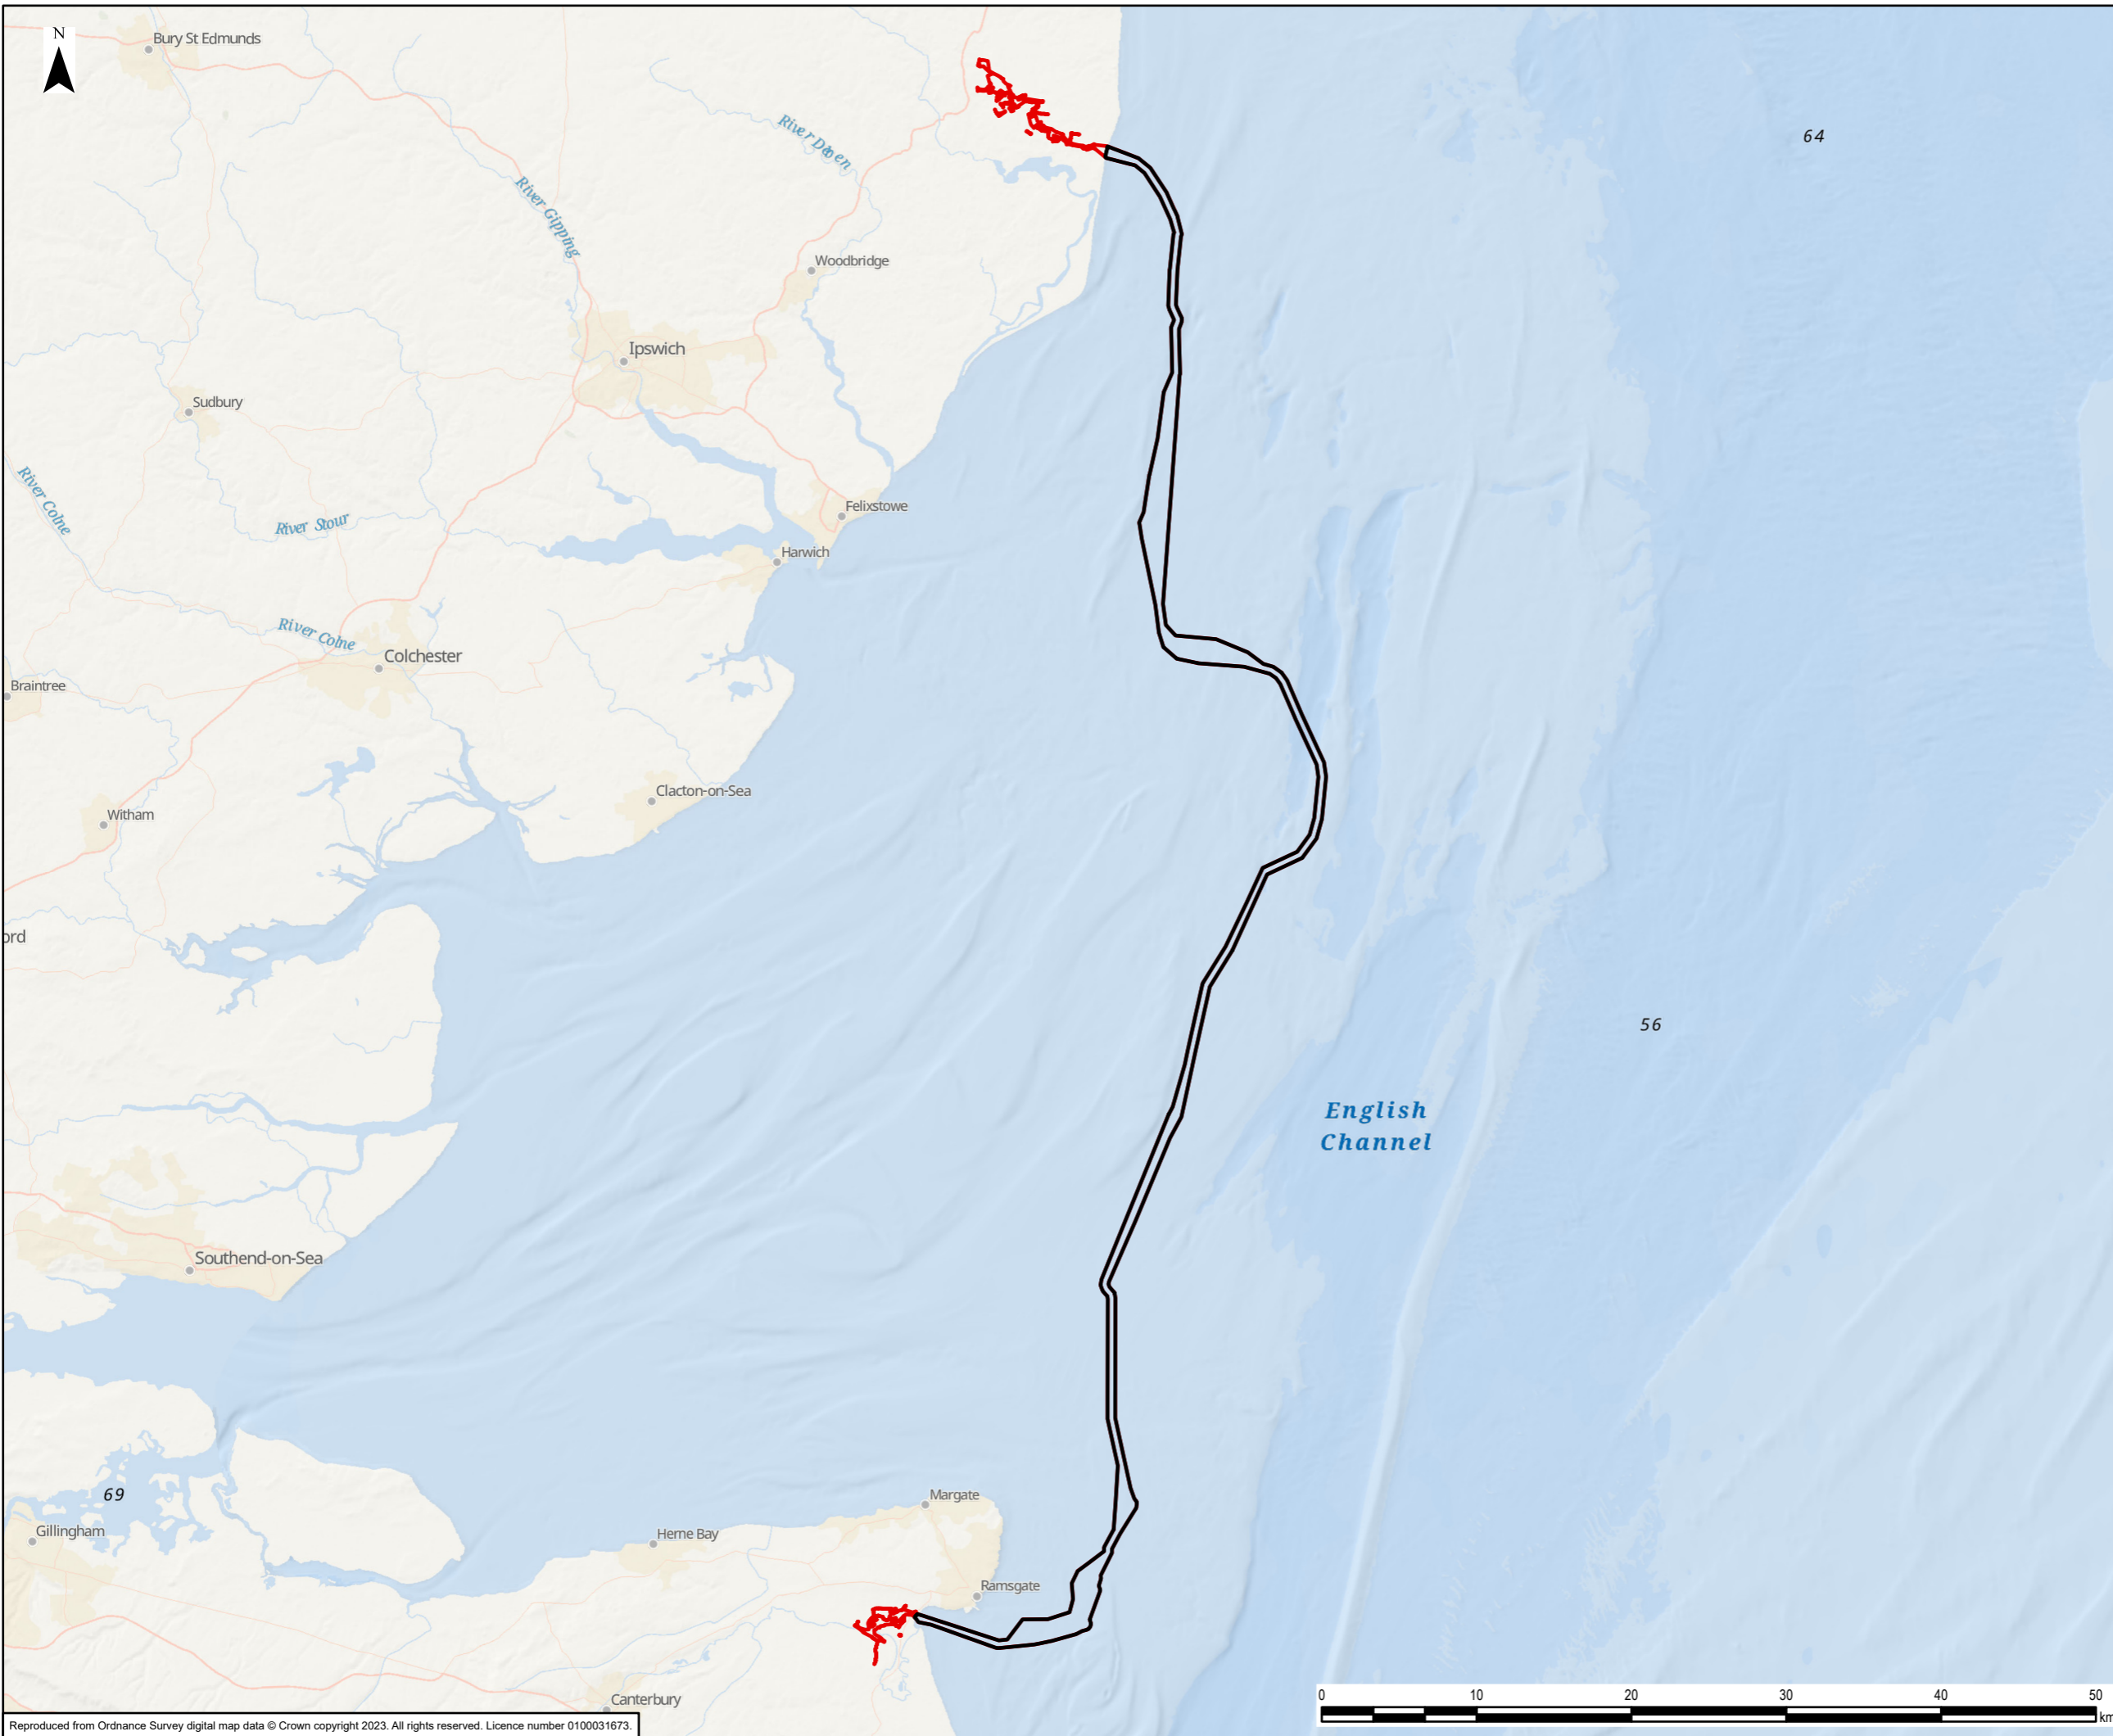 N
Bury St Edmunds
64
River Deben
River Gipping
Woodbridge
Ipswich
Sudbury
River Colne
River Stour
Felixstowe
Harwich
River Colne
Colchester
Braintree
Clacton-on-Sea
Witham
ord
56
English
Channel
Southend-on-Sea
69
Margate
Gillingham
Herne Bay
Ramsgate
Canterbury
0 10 20 30 40 50
km
Reproduced from Ordnance Survey digital map data © Crown copyright 2023. All rights reserved. Licence number 0100031673.